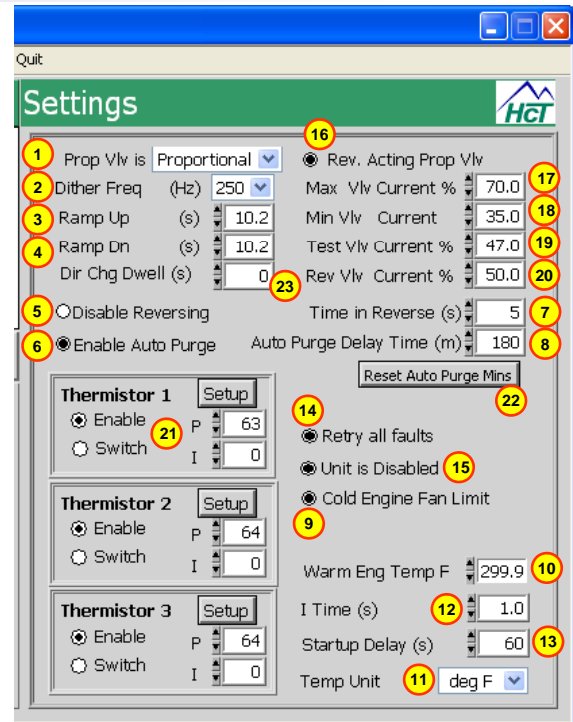 Quit
Settings
HCT
16
1 Prop Vlv is Proportional
Rev. Acting Prop Vlv
2 Dither Freq (Hz) 250
Max Vlv Current % 70.0 17
3 Ramp Up (s) 10.2
Min Vlv Current 35.0 18
4 Ramp Dn (s) 10.2
Test Vlv Current % 47.0 19
Dir Chg Dwell (s) 0 23
Rev Vlv Current % 50.0 20
5 Disable Reversing
Time in Reverse (s) 5 7
6 Enable Auto Purge
Auto Purge Delay Time (m) 180 8
Reset Auto Purge Mins
22
Thermistor 1 Setup
Enable 21 P 63
Switch I 0
14
Retry all faults
Unit is Disabled 15
Cold Engine Fan Limit
9
Thermistor 2 Setup
Enable P 64
Switch I 0
Warm Eng Temp F 299.9 10
I Time (s) 12 1.0
Startup Delay (s) 60 13
Temp Unit 11 deg F
Thermistor 3 Setup
Enable P 64
Switch I 0